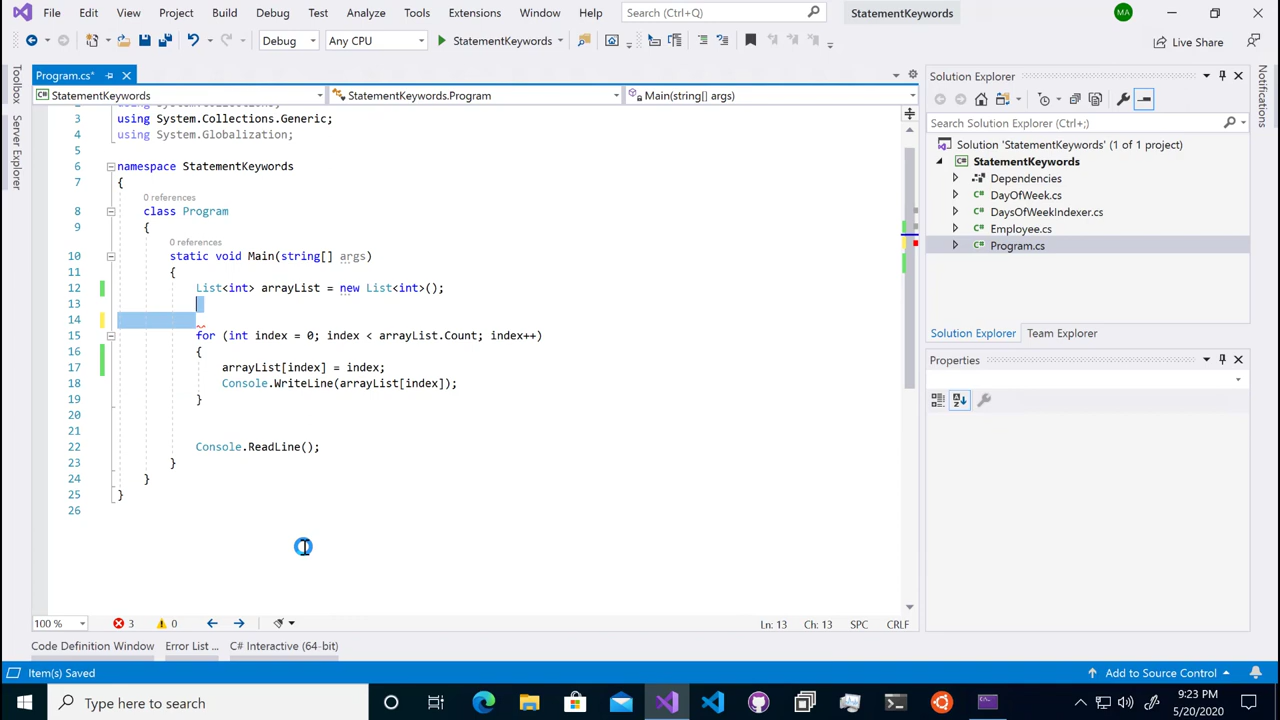 File Edit View Project Build Debug Test Analyze Tools Extensions Window Help Search (Ctrl+Q) StatementKeywords MA
Debug Any CPU StatementKeywords Live Share
Program.cs*
StatementKeywords StatementKeywords.Program Main(string[] args)
3 using System.Collections.Generic;
4 using System.Globalization;
5
6 namespace StatementKeywords
7 {
0 references
8 class Program
9 {
0 references
10 static void Main(string[] args)
11 {
12 List<int> arrayList = new List<int>();
13
14
15 for (int index = 0; index < arrayList.Count; index++)
16 {
17 arrayList[index] = index;
18 Console.WriteLine(arrayList[index]);
19 }
20
21
22 Console.ReadLine();
23 }
24 }
25 }
26
100 % 3 0 Ln: 13 Ch: 13 SPC CRLF
Code Definition Window Error List ... C# Interactive (64-bit)
Item(s) Saved Add to Source Control
Toolbox
Server Explorer
Solution Explorer
Search Solution Explorer (Ctrl+;)
Solution 'StatementKeywords' (1 of 1 project)
StatementKeywords
Dependencies
C# DayOfWeek.cs
C# DaysOfWeekIndexer.cs
C# Employee.cs
C# Program.cs
Solution Explorer Team Explorer
Properties
Notifications
Type here to search
9:23 PM
5/20/2020